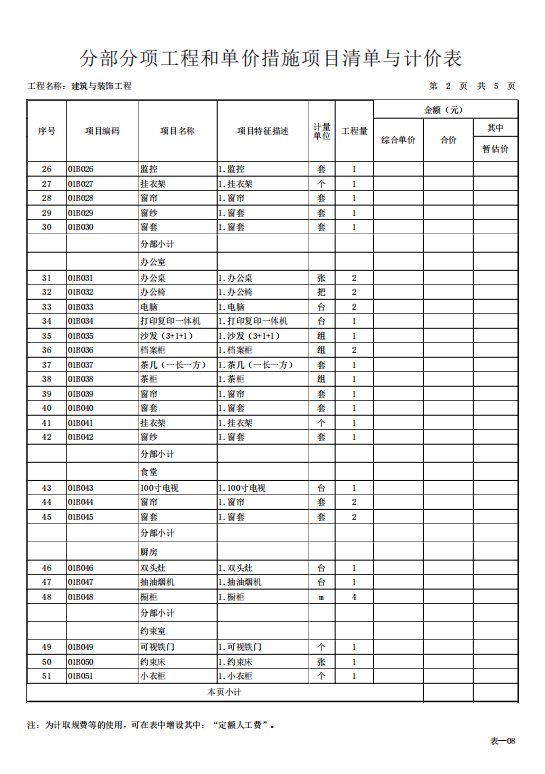 分部分项工程和单价措施项目清单与计价表
工程名称：建筑与装饰工程 第 2 页 共 5 页
序号 项目编码 项目名称 项目特征描述 计量单位 工程量 金额（元）
综合单价 合价 其中
暂估价
26 01B026 监控 1.监控 套 1
27 01B027 挂衣架 1.挂衣架 个 1
28 01B028 窗帘 1.窗帘 套 1
29 01B029 窗纱 1.窗套 套 1
30 01B030 窗套 1.窗套 套 1
分部小计
办公室
31 01B031 办公桌 1.办公桌 张 2
32 01B032 办公椅 1.办公椅 把 2
33 01B033 电脑 1.电脑 台 2
34 01B034 打印复印一体机 1.打印复印一体机 台 1
35 01B035 沙发（3+1+1） 1.沙发（3+1+1） 组 1
36 01B036 档案柜 1.档案柜 组 2
37 01B037 茶几（一长一方） 1.茶几（一长一方） 套 1
38 01B038 茶柜 1.茶柜 组 1
39 01B039 窗帘 1.窗帘 套 1
40 01B040 窗套 1.窗套 套 1
41 01B041 挂衣架 1.挂衣架 个 1
42 01B042 窗纱 1.窗套 套 1
分部小计
食堂
43 01B043 100寸电视 1.100寸电视 台 1
44 01B044 窗帘 1.窗帘 套 2
45 01B045 窗套 1.窗套 套 2
分部小计
厨房
46 01B046 双头灶 1.双头灶 台 1
47 01B047 抽油烟机 1.抽油烟机 台 1
48 01B048 橱柜 1.橱柜 m 4
分部小计
约束室
49 01B049 可视铁门 1.可视铁门 个 1
50 01B050 约束床 1.约束床 张 1
51 01B051 小衣柜 1.小衣柜 个 1
本页小计
注：为计取规费等的使用，可在表中增设其中：“定额人工费”。
表—08